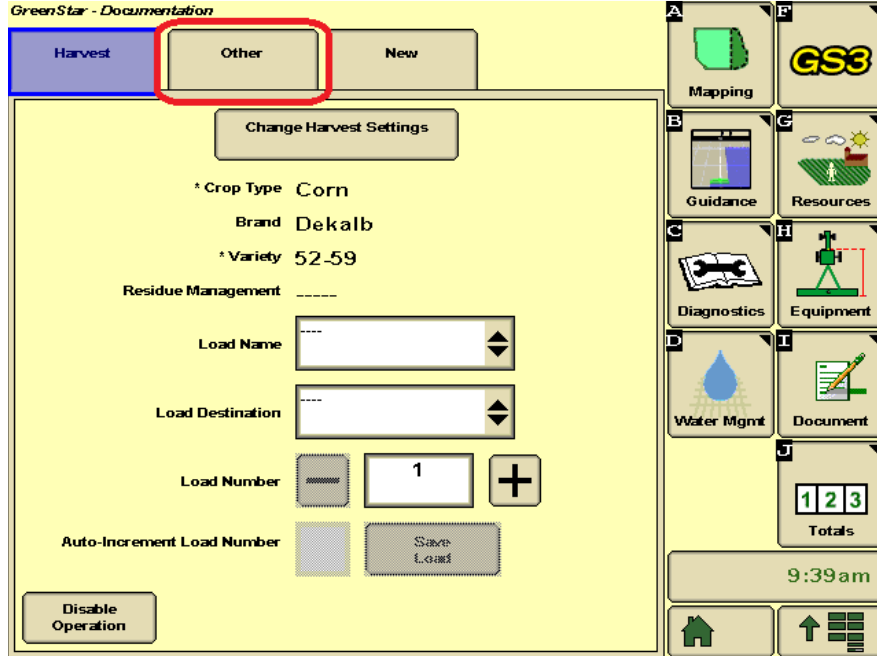 GreenStar - Documentation
Harvest
Other
New
Change Harvest Settings
* Crop Type Corn
Brand Dekalb
* Variety 52-59
Residue Management -----
Load Name ----
Load Destination ----
Load Number 1
Auto-Increment Load Number
Save
Load
Disable
Operation
A
Mapping
F
GS3
B
Guidance
G
Resources
C
Diagnostics
H
Equipment
D
Water Mgmt
I
Document
J
1 2 3
Totals
9:39am